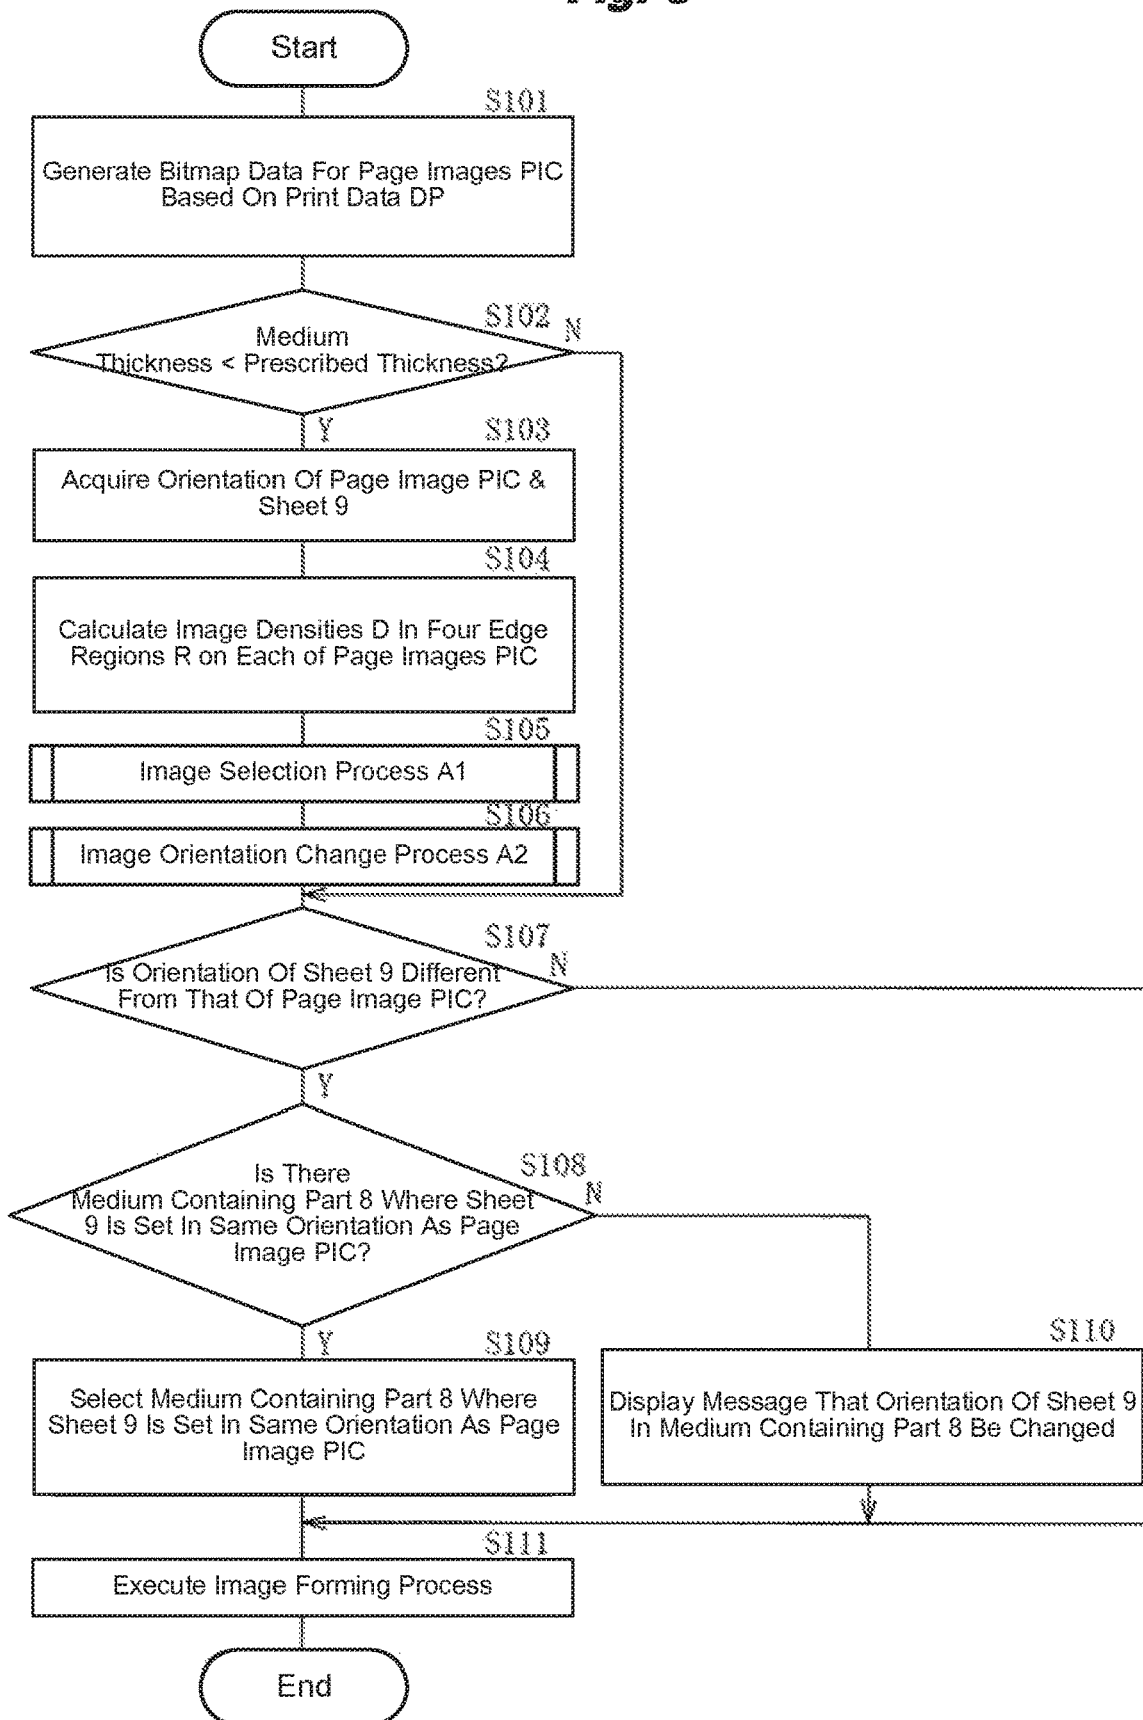 Start
S101
Generate Bitmap Data For Page Images PIC
Based On Print Data DP
S102
N
Medium
Thickness < Prescribed Thickness?
Y
S103
Acquire Orientation Of Page Image PIC &
Sheet 9
S104
Calculate Image Densities D In Four Edge
Regions R on Each of Page Images PIC
S105
Image Selection Process A1
S106
Image Orientation Change Process A2
S107
N
Is Orientation Of Sheet 9 Different
From That Of Page Image PIC?
Y
S108
N
Is There
Medium Containing Part 8 Where Sheet
9 Is Set In Same Orientation As Page
Image PIC?
Y
S109
Select Medium Containing Part 8 Where
Sheet 9 Is Set In Same Orientation As Page
Image PIC
S110
Display Message That Orientation Of Sheet 9
In Medium Containing Part 8 Be Changed
S111
Execute Image Forming Process
End